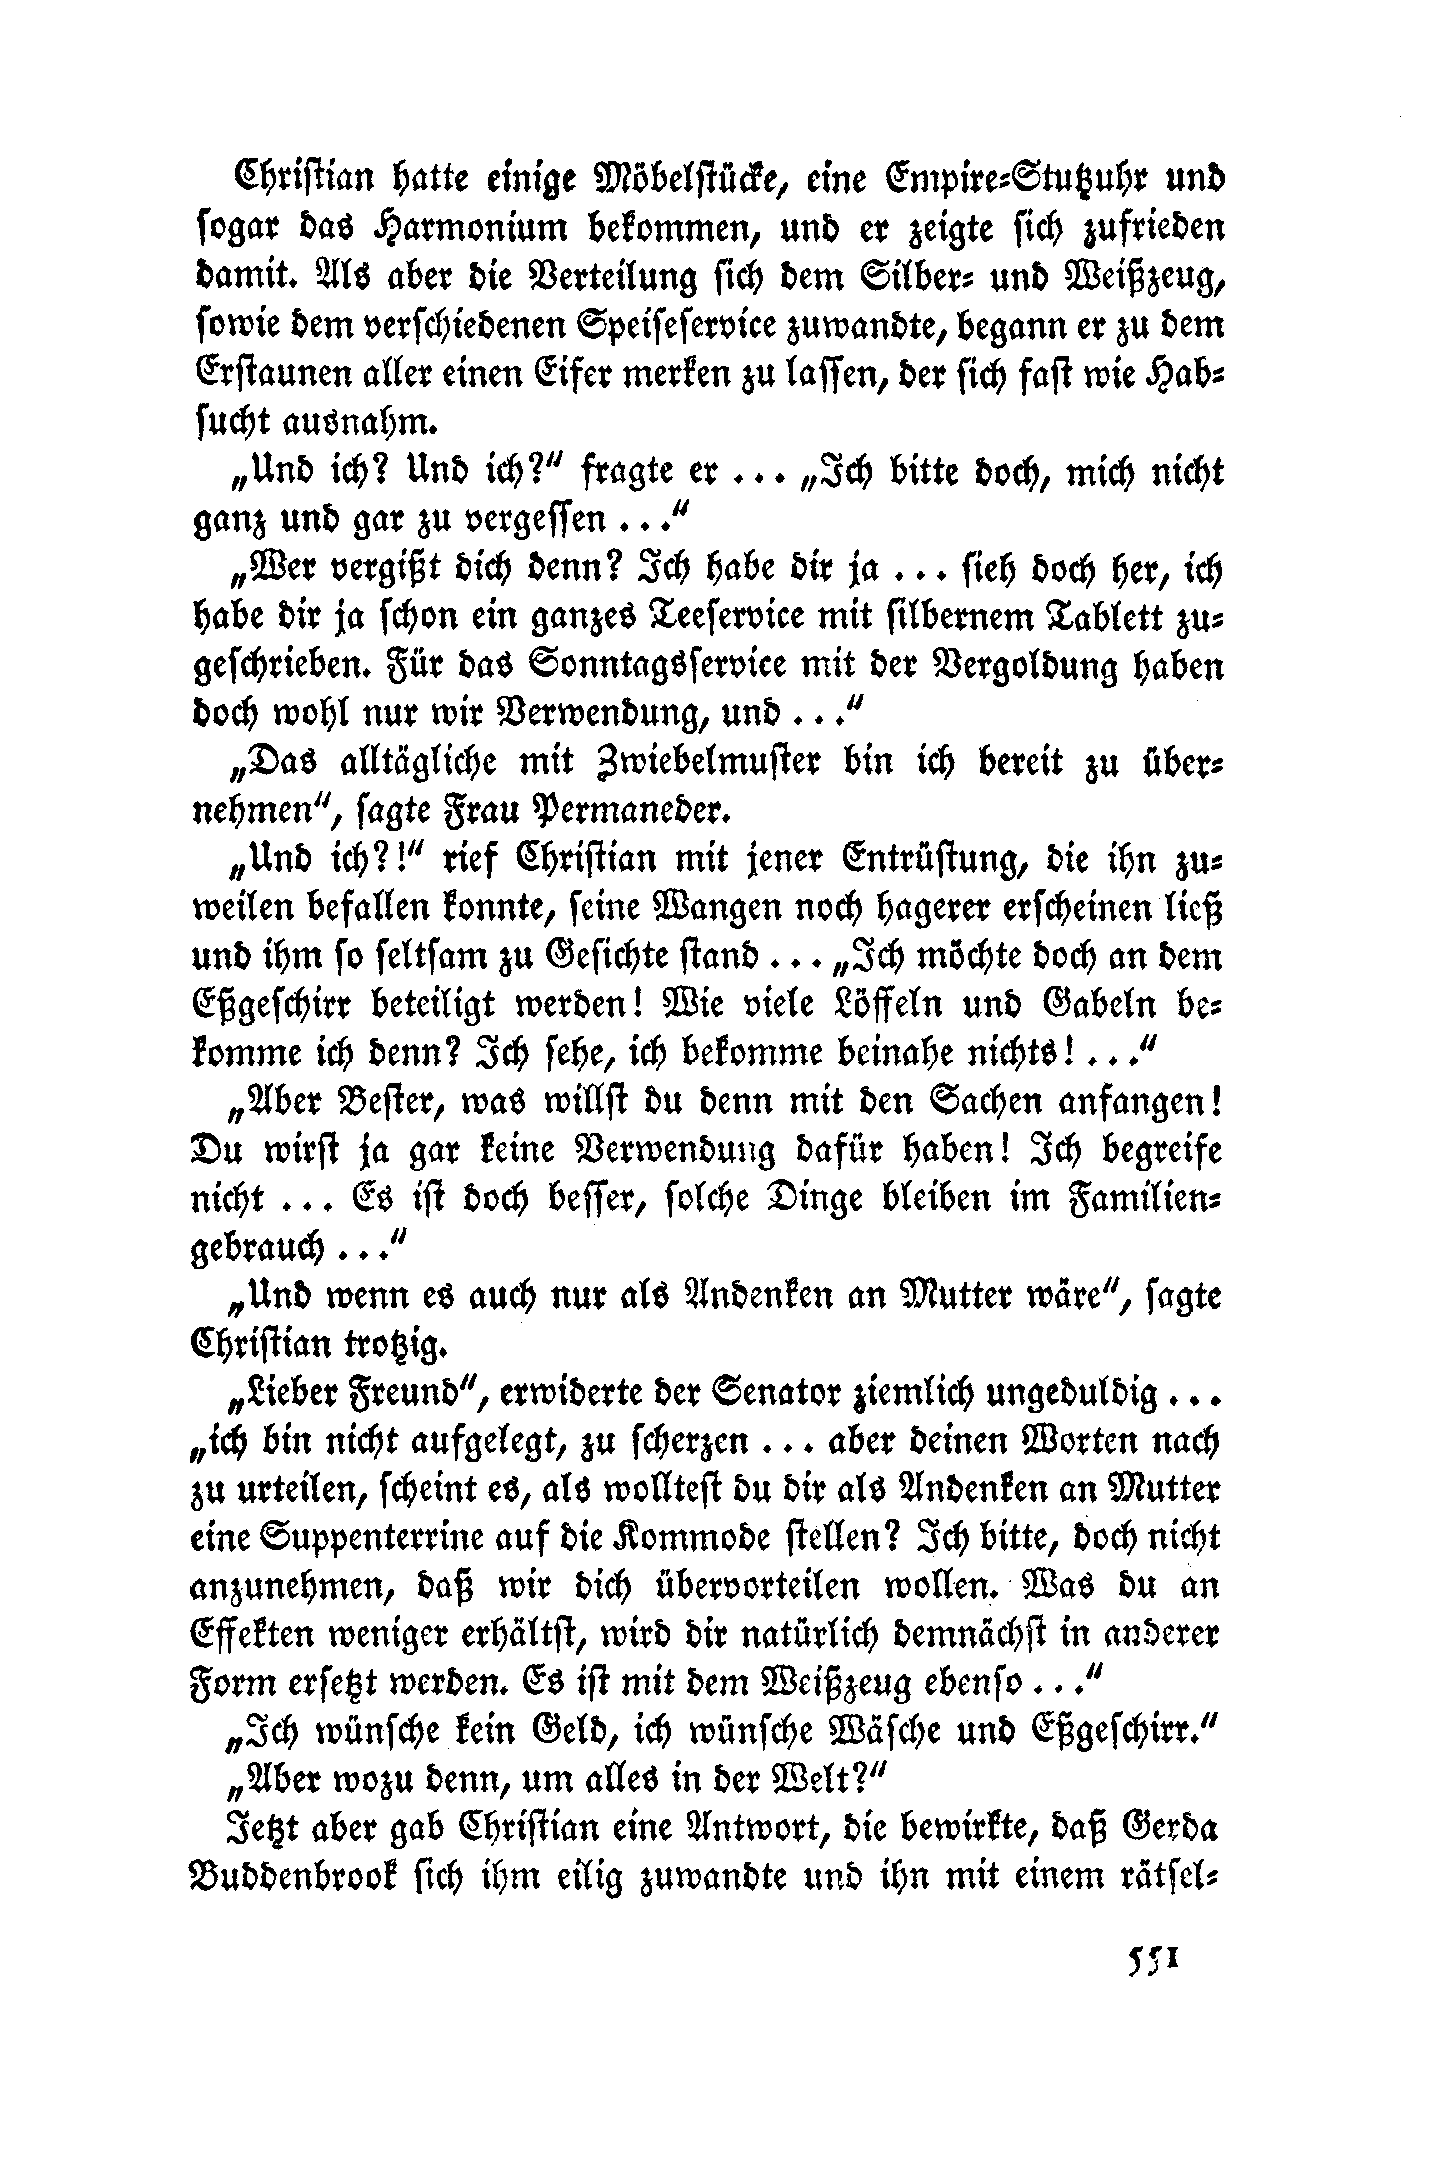 Christian hatte einige Möbelstücke, eine Empire-Stutzuhr und
sogar das Harmonium bekommen, und er zeigte sich zufrieden
damit. Als aber die Verteilung sich dem Silber- und Weißzeug,
sowie dem verschiedenen Speiseservice zuwandte, begann er zu dem
Erstaunen aller einen Eifer merken zu lassen, der sich fast wie Hab-
sucht ausnahm.
„Und ich? Und ich?“ fragte er . . . „Ich bitte doch, mich nicht
ganz und gar zu vergessen . . .“
„Wer vergißt dich denn? Ich habe dir ja . . . sieh doch her, ich
habe dir ja schon ein ganzes Teeservice mit silbernem Tablett zu-
geschrieben. Für das Sonntagsservice mit der Vergoldung haben
doch wohl nur wir Verwendung, und . . .“
„Das alltägliche mit Zwiebelmuster bin ich bereit zu über-
nehmen“, sagte Frau Permaneder.
„Und ich?!“ rief Christian mit jener Entrüstung, die ihn zu-
weilen befallen konnte, seine Wangen noch hagerer erscheinen ließ
und ihm so seltsam zu Gesichte stand . . . „Ich möchte doch an dem
Eßgeschirr beteiligt werden! Wie viele Löffeln und Gabeln be-
komme ich denn? Ich sehe, ich bekomme beinahe nichts! . . .“
„Aber Bester, was willst du denn mit den Sachen anfangen!
Du wirst ja gar keine Verwendung dafür haben! Ich begreife
nicht . . . Es ist doch besser, solche Dinge bleiben im Familien-
gebrauch . . .“
„Und wenn es auch nur als Andenken an Mutter wäre“, sagte
Christian trotzig.
„Lieber Freund“, erwiderte der Senator ziemlich ungeduldig . . .
„ich bin nicht aufgelegt, zu scherzen . . . aber deinen Worten nach
zu urteilen, scheint es, als wolltest du dir als Andenken an Mutter
eine Suppenterrine auf die Kommode stellen? Ich bitte, doch nicht
anzunehmen, daß wir dich übervorteilen wollen. Was du an
Effekten weniger erhältst, wird dir natürlich demnächst in anderer
Form ersetzt werden. Es ist mit dem Weißzeug ebenso . . .“
„Ich wünsche kein Geld, ich wünsche Wäsche und Eßgeschirr.“
„Aber wozu denn, um alles in der Welt?“
Jetzt aber gab Christian eine Antwort, die bewirkte, daß Gerda
Buddenbrook sich ihm eilig zuwandte und ihn mit einem rätsel-
551